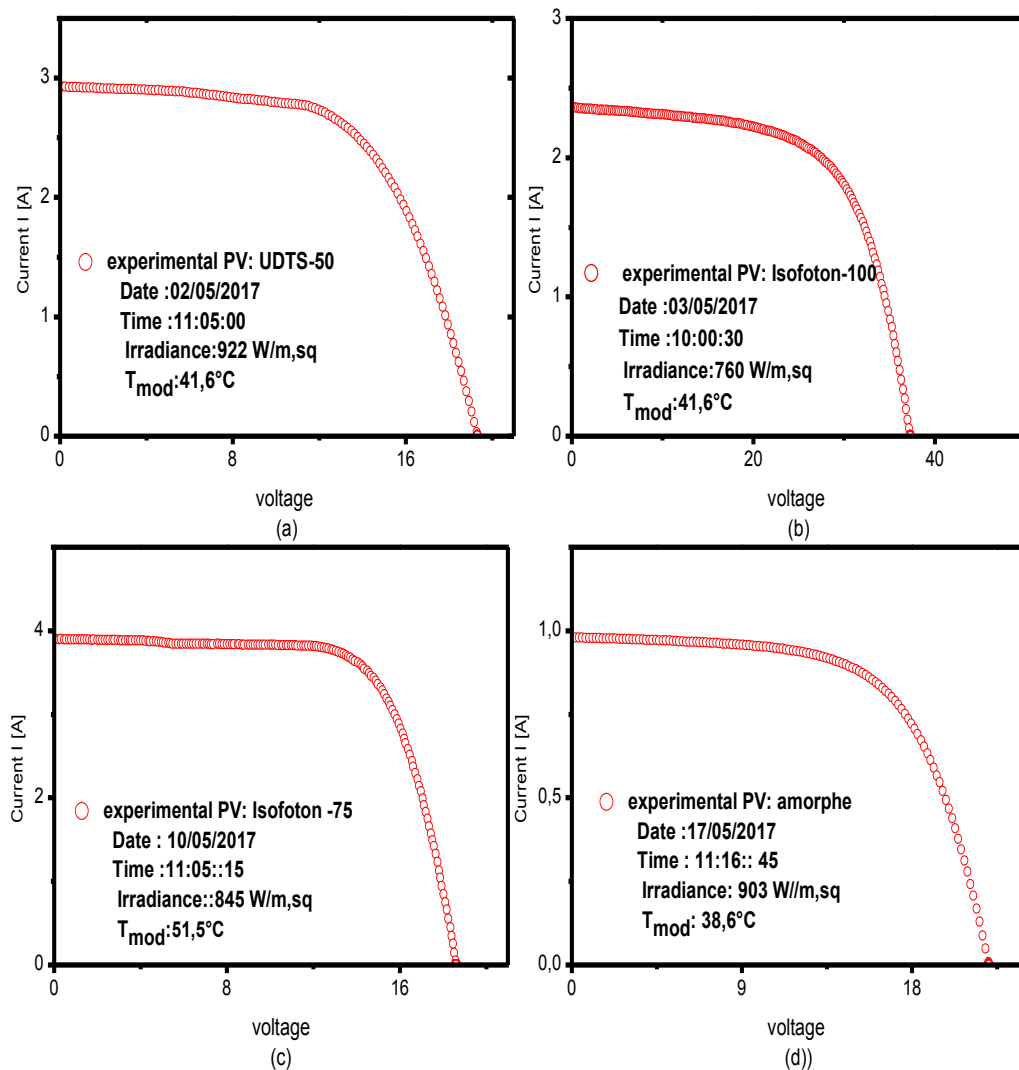 3
2
1
0
0
8
16
Current I [A]
experimental PV: UDTS-50
Date :02/05/2017
Time :11:05:00
Irradiance:922 W/m,sq
Tmod:41,6°C
voltage
(a)
3
2
1
0
0
20
40
Current I [A]
experimental PV: Isofoton-100
Date :03/05/2017
Time :10:00:30
Irradiance:760 W/m,sq
Tmod:41,6°C
voltage
(b)
4
2
0
0
8
16
Current I [A]
experimental PV: Isofoton -75
Date : 10/05/2017
Time :11:05::15
Irradiance::845 W/m,sq
Tmod:51,5°C
voltage
(c)
1,0
0,5
0,0
0
9
18
Current I [A]
experimental PV: amorphe
Date :17/05/2017
Time : 11:16:: 45
Irradiance: 903 W//m,sq
Tmod: 38,6°C
voltage
(d))